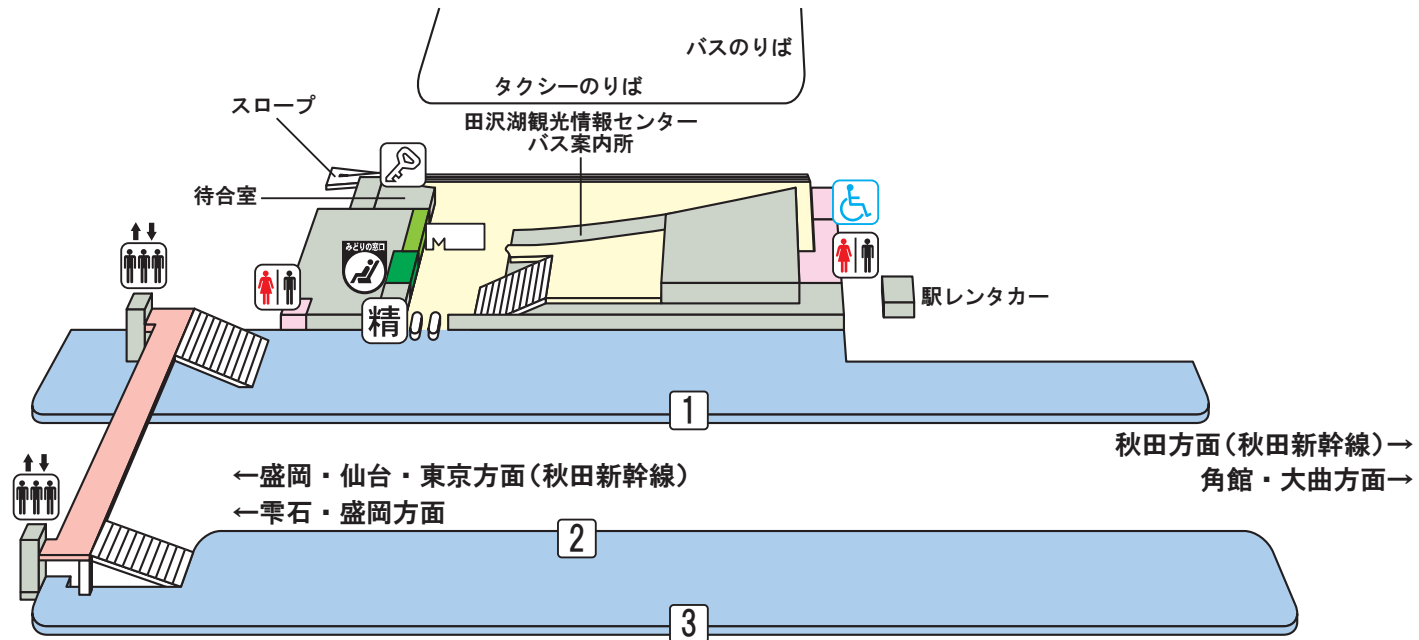 バスのりば
タクシーのりば
スロープ
田沢湖観光情報センター
バス案内所
待合室
みどりの窓口
M
精
駅レンタカー
1
秋田方面(秋田新幹線)→
←盛岡・仙台・東京方面(秋田新幹線)
角館・大曲方面→
←雫石・盛岡方面
2
3